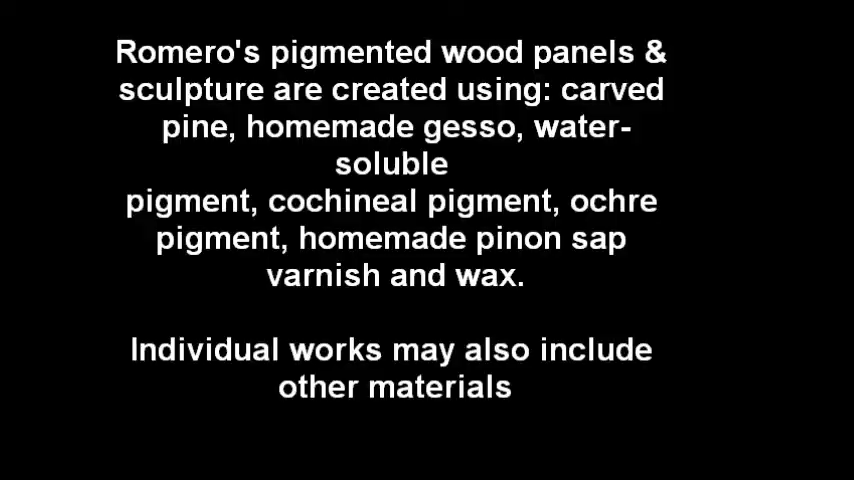 Romero's pigmented wood panels &
sculpture are created using: carved
pine, homemade gesso, water-
soluble
pigment, cochineal pigment, ochre
pigment, homemade pinon sap
varnish and wax.
Individual works may also include
other materials